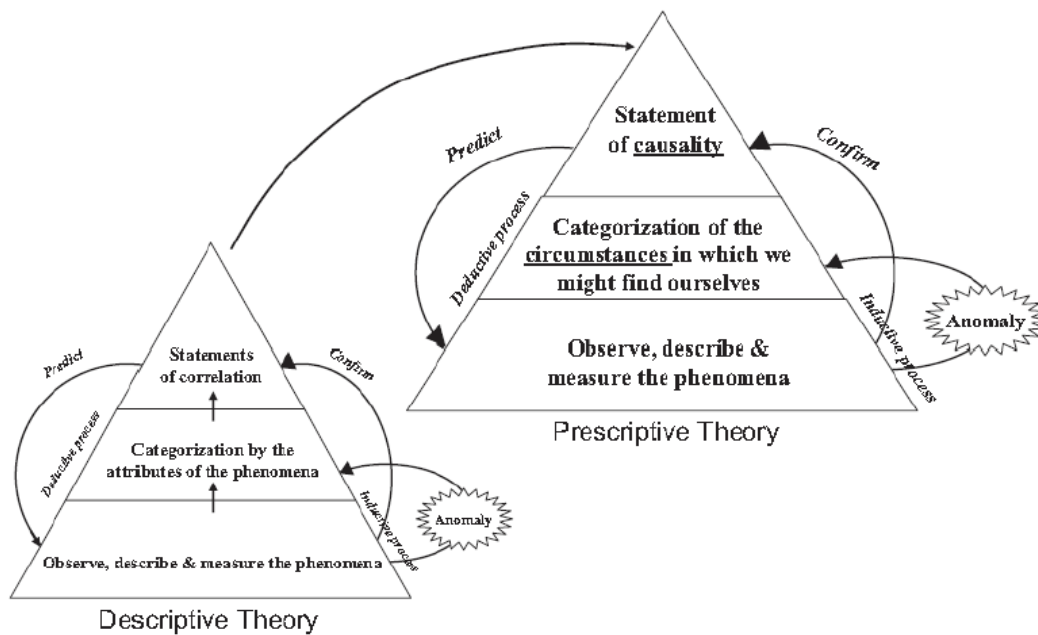 Statement
of causality
Predict
Confirm
Deductive process
Categorization of the
circumstances in which we
might find ourselves
Inductive process
Anomaly
Observe, describe &
measure the phenomena
Prescriptive Theory
Predict
Statements
of correlation
Confirm
Deductive process
Categorization by the
attributes of the phenomena
Inductive process
Anomaly
Observe, describe & measure the phenomena
Descriptive Theory